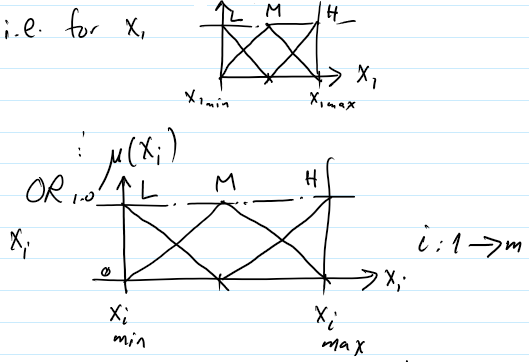 i.e. for x₁
L M H
x₁min x₁max x₁
⋮ μ(xᵢ)
OR 1.0 L M H
xᵢ i : 1 → m
0 xᵢ
xᵢ min xᵢ max